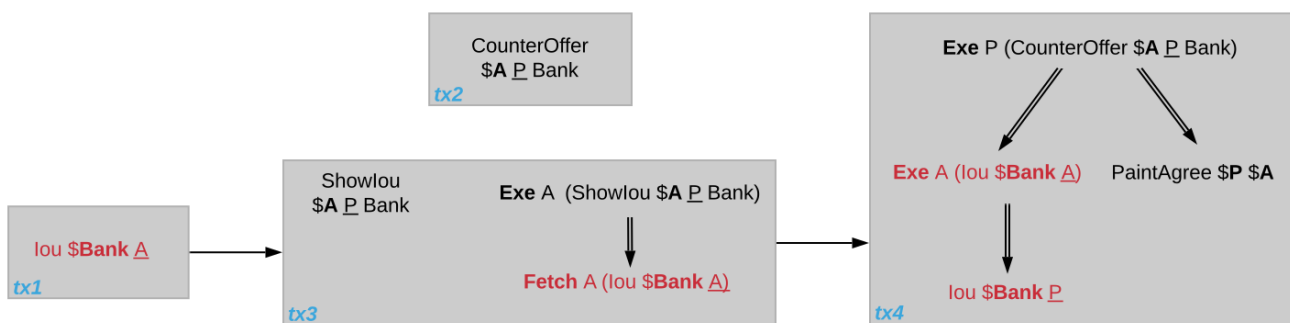 CounterOffer
$A P Bank
tx2
Exe P (CounterOffer $A P Bank)
Exe A (Iou $Bank A)
PaintAgree $P $A
Iou $Bank P
tx4
ShowIou
$A P Bank
Exe A (ShowIou $A P Bank)
Fetch A (Iou $Bank A)
tx3
Iou $Bank A
tx1